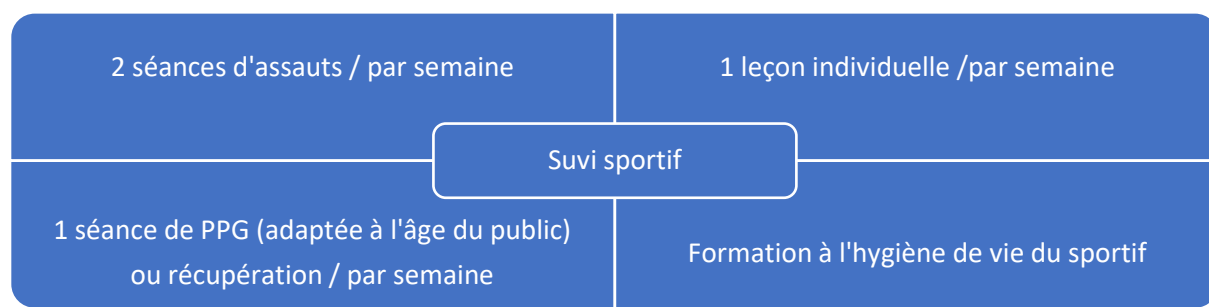 2 séances d'assauts / par semaine
1 leçon individuelle /par semaine
Suvi sportif
1 séance de PPG (adaptée à l'âge du public)
ou récupération / par semaine
Formation à l'hygiène de vie du sportif